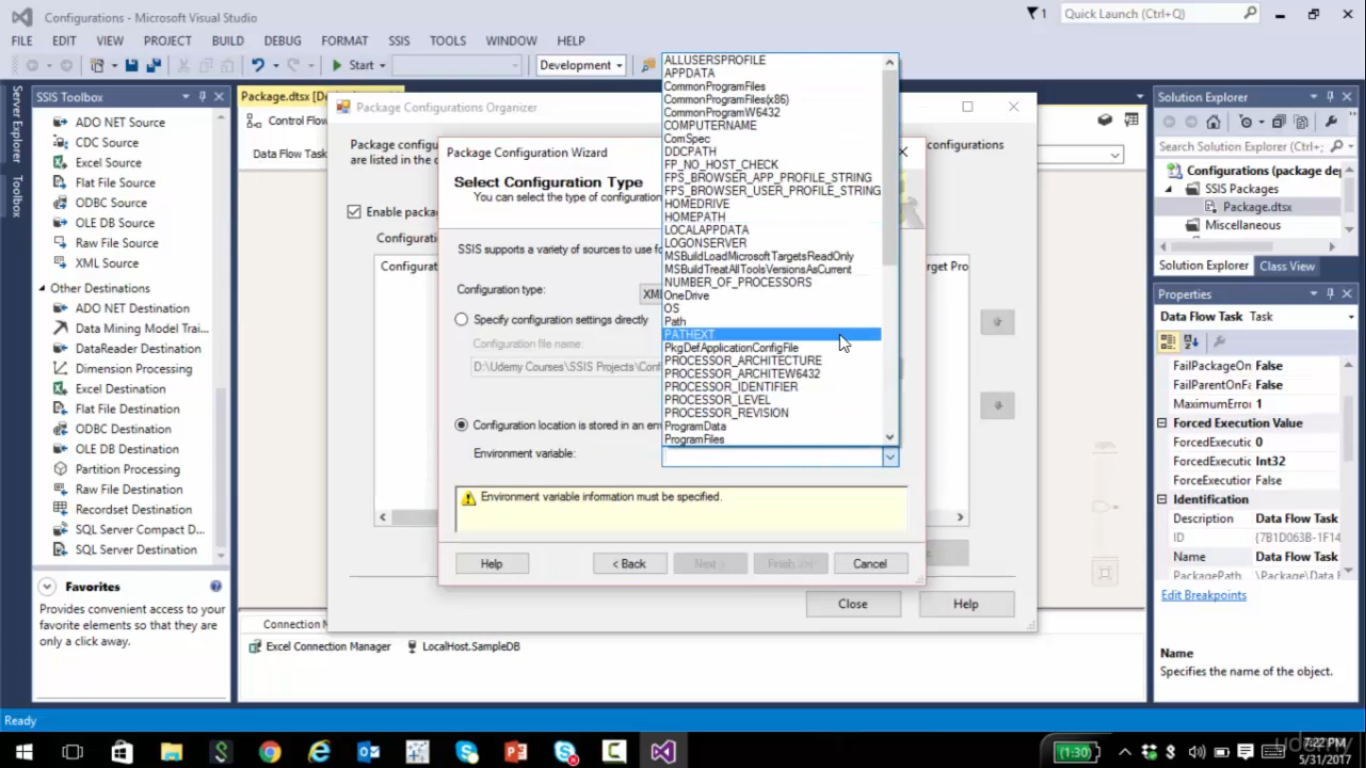 Configurations - Microsoft Visual Studio
1
Quick Launch (Ctrl+Q)
FILE EDIT VIEW PROJECT BUILD DEBUG FORMAT SSIS TOOLS WINDOW HELP
Start
Development
Server Explorer
Toolbox
SSIS Toolbox
ADO NET Source
CDC Source
Excel Source
Flat File Source
ODBC Source
OLE DB Source
Raw File Source
XML Source
Other Destinations
ADO NET Destination
Data Mining Model Trai...
DataReader Destination
Dimension Processing
Excel Destination
Flat File Destination
ODBC Destination
OLE DB Destination
Partition Processing
Raw File Destination
Recordset Destination
SQL Server Compact D...
SQL Server Destination
Favorites
Provides convenient access to your
favorite elements so that they are
only a click away.
Package.dtsx
Control Flow
Data Flow Task
Package Configurations Organizer
Package
are listed in the
configurations
Enable
Package Configuration Wizard
Select Configuration Type
You can select the type of configuration
SSIS supports a variety of sources to use
Configuration type:
Specify configuration settings directly
Configuration file name:
D:\Udemy Courses\SSIS Projects\
Configuration location is stored in an
Environment variable:
ALLUSERSPROFILE
APPDATA
CommonProgramFiles
CommonProgramFiles(x86)
CommonProgramW6432
COMPUTERNAME
ComSpec
DDCPATH
FP_NO_HOST_CHECK
FPS_BROWSER_APP_PROFILE_STRING
FPS_BROWSER_USER_PROFILE_STRING
HOMEDRIVE
HOMEPATH
LOCALAPPDATA
LOGONSERVER
MSBuildLoadMicrosoftTargetsReadOnly
MSBuildTreatAllToolsVersionsAsCurrent
NUMBER_OF_PROCESSORS
OneDrive
OS
Path
PATHEXT
PkgDefApplicationConfigFile
PROCESSOR_ARCHITECTURE
PROCESSOR_ARCHITEW6432
PROCESSOR_IDENTIFIER
PROCESSOR_LEVEL
PROCESSOR_REVISION
ProgramData
ProgramFiles
Environment variable information must be specified.
Help < Back Next > Cancel
Close Help
Excel Connection Manager LocalHost.SampleDB
Solution Explorer
Search Solution Explorer (Ctrl+;
Configurations (package dep
SSIS Packages
Package.dtsx
Miscellaneous
Solution Explorer Class View
Properties
Data Flow Task Task
FailPackageOn False
FailParentOnFa False
MaximumErro 1
Forced Execution Value
ForcedExecutic 0
ForcedExecutic Int32
ForceExecution False
Identification
Description Data Flow Task
ID {7B1D063B-1F14
Name Data Flow Task
PackagePath \Package\Data F
Edit Breakpoints
Name
Specifies the name of the object.
Ready
(1:30)
7:22 PM
5/31/2017
udemy